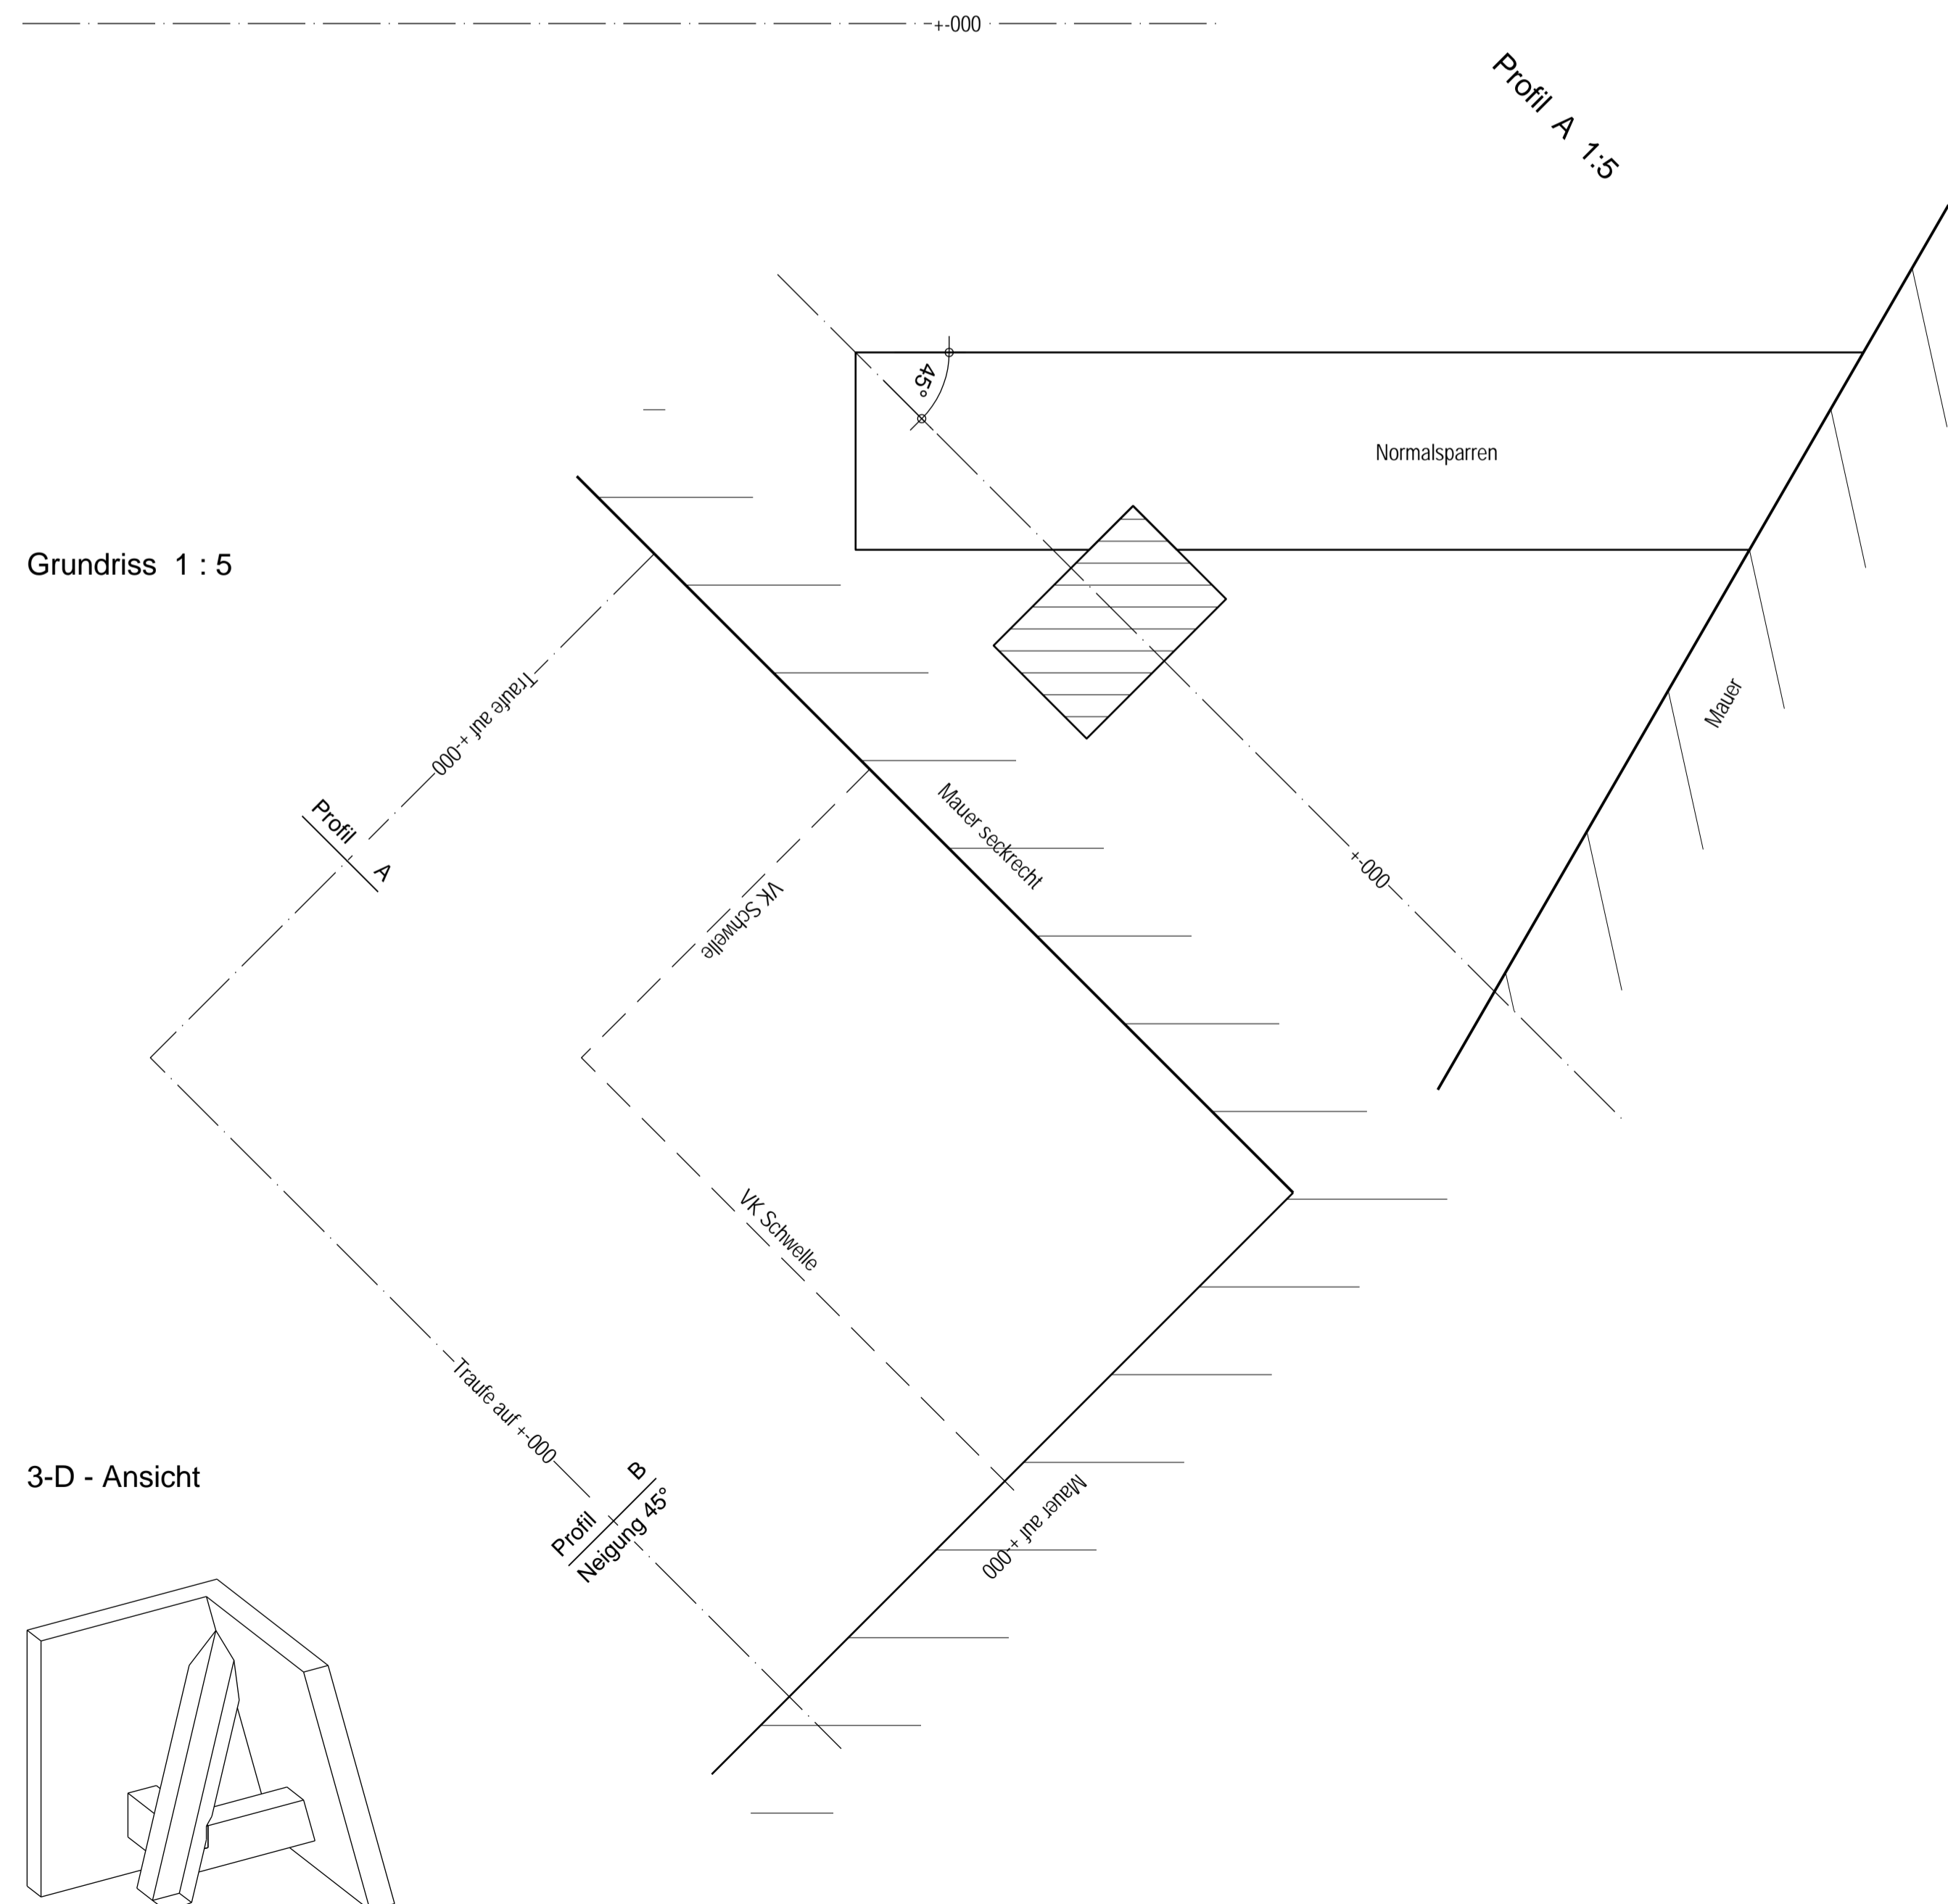 +-000
Profil A 1:5
45°
Normalsparren
Grundriss 1 : 5
Traufe auf +-000
Mauer
Profil A
Mauer seckrecht
+-000
VK Schwelle
VK Schwelle
Traufe auf +-000
3-D - Ansicht
Profil B
Neigung 45°
Mauer auf +-000